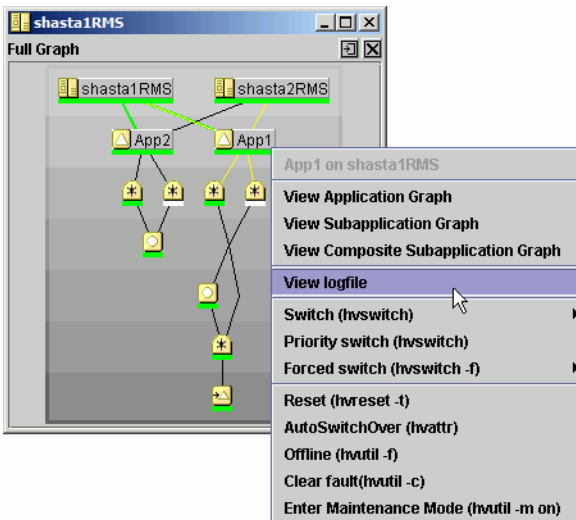 shasta1RMS
Full Graph
shasta1RMS
shasta2RMS
App2
App1
App1 on shasta1RMS
View Application Graph
View Subapplication Graph
View Composite Subapplication Graph
View logfile
Switch (hvswitch)
Priority switch (hvswitch)
Forced switch (hvswitch -f)
Reset (hvreset -t)
AutoSwitchOver (hvattr)
Offline (hvutil -f)
Clear fault(hvutil -c)
Enter Maintenance Mode (hvutil -m on)